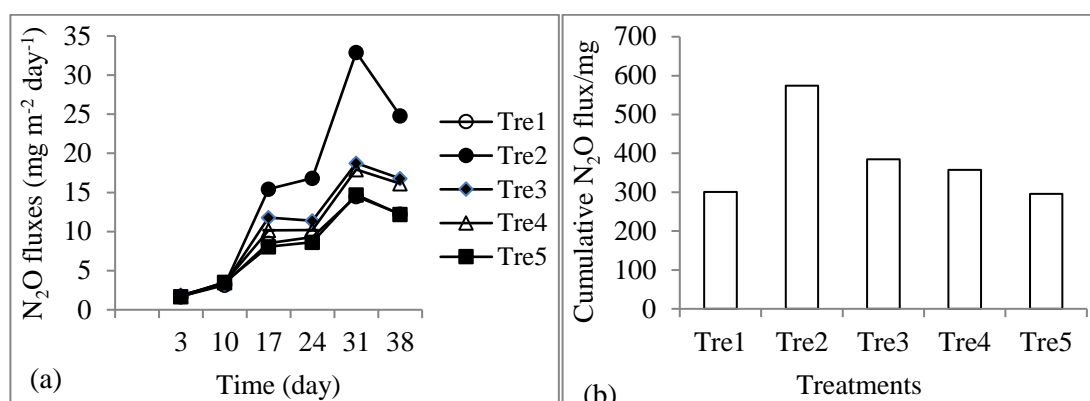 N₂O fluxes (mg m⁻² day⁻¹)
35
30
25
20
15
10
5
0
3 10 17 24 31 38
Time (day)
(a)
Tre1
Tre2
Tre3
Tre4
Tre5
Cumulative N₂O flux/mg
700
600
500
400
300
200
100
0
Tre1 Tre2 Tre3 Tre4 Tre5
Treatments
(b)